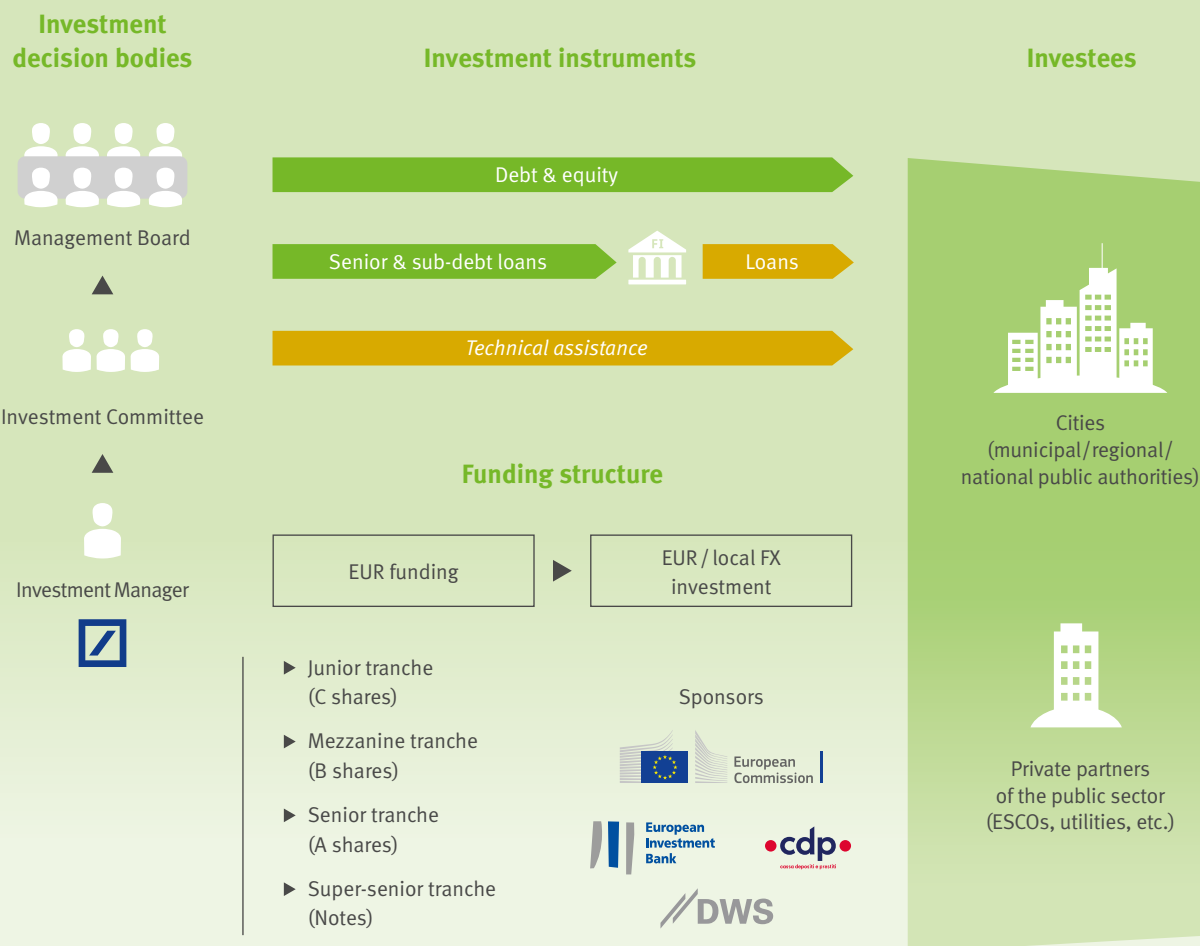 Investment
decision bodies
Management Board
Investment Committee
Investment Manager
Investment instruments
Debt & equity
Senior & sub-debt loans
FI
Loans
Technical assistance
Funding structure
EUR funding
EUR / local FX
investment
Junior tranche
(C shares)
Mezzanine tranche
(B shares)
Senior tranche
(A shares)
Super-senior tranche
(Notes)
Sponsors
European
Commission
European
Investment
Bank
cdp
cassa depositi e prestiti
DWS
Investees
Cities
(municipal/regional/
national public authorities)
Private partners
of the public sector
(ESCOs, utilities, etc.)